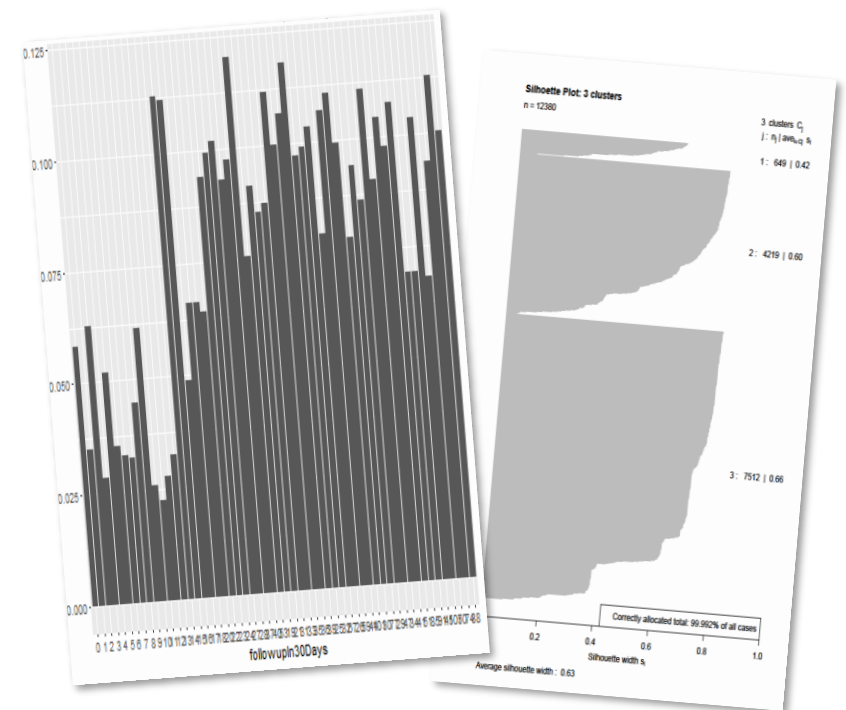 0.125
0.100
0.075
0.050
0.025
0.000
followupIn30Days
Silhoette Plot: 3 clusters
n = 12380
3 clusters Cj
j : nj | avei∈Cj si
1 : 649 | 0.42
2 : 4219 | 0.60
3 : 7512 | 0.66
Correctly allocated total: 99.992% of all cases
0.2 0.4 0.6 0.8 1.0
Silhouette width si
Average silhouette width : 0.63